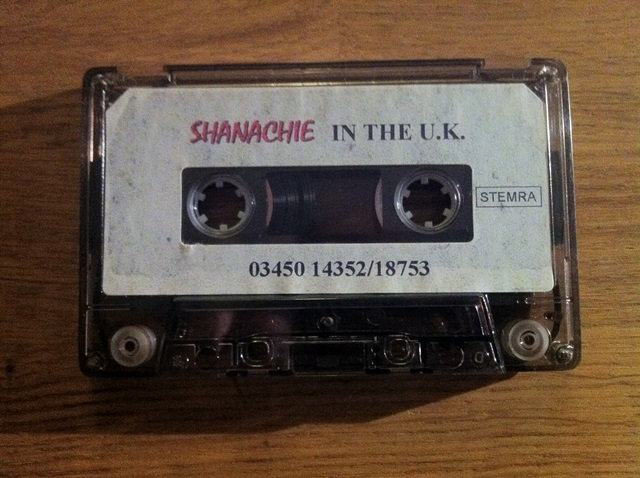 SHANACHIE IN THE U.K.
STEMRA
03450 14352/18753